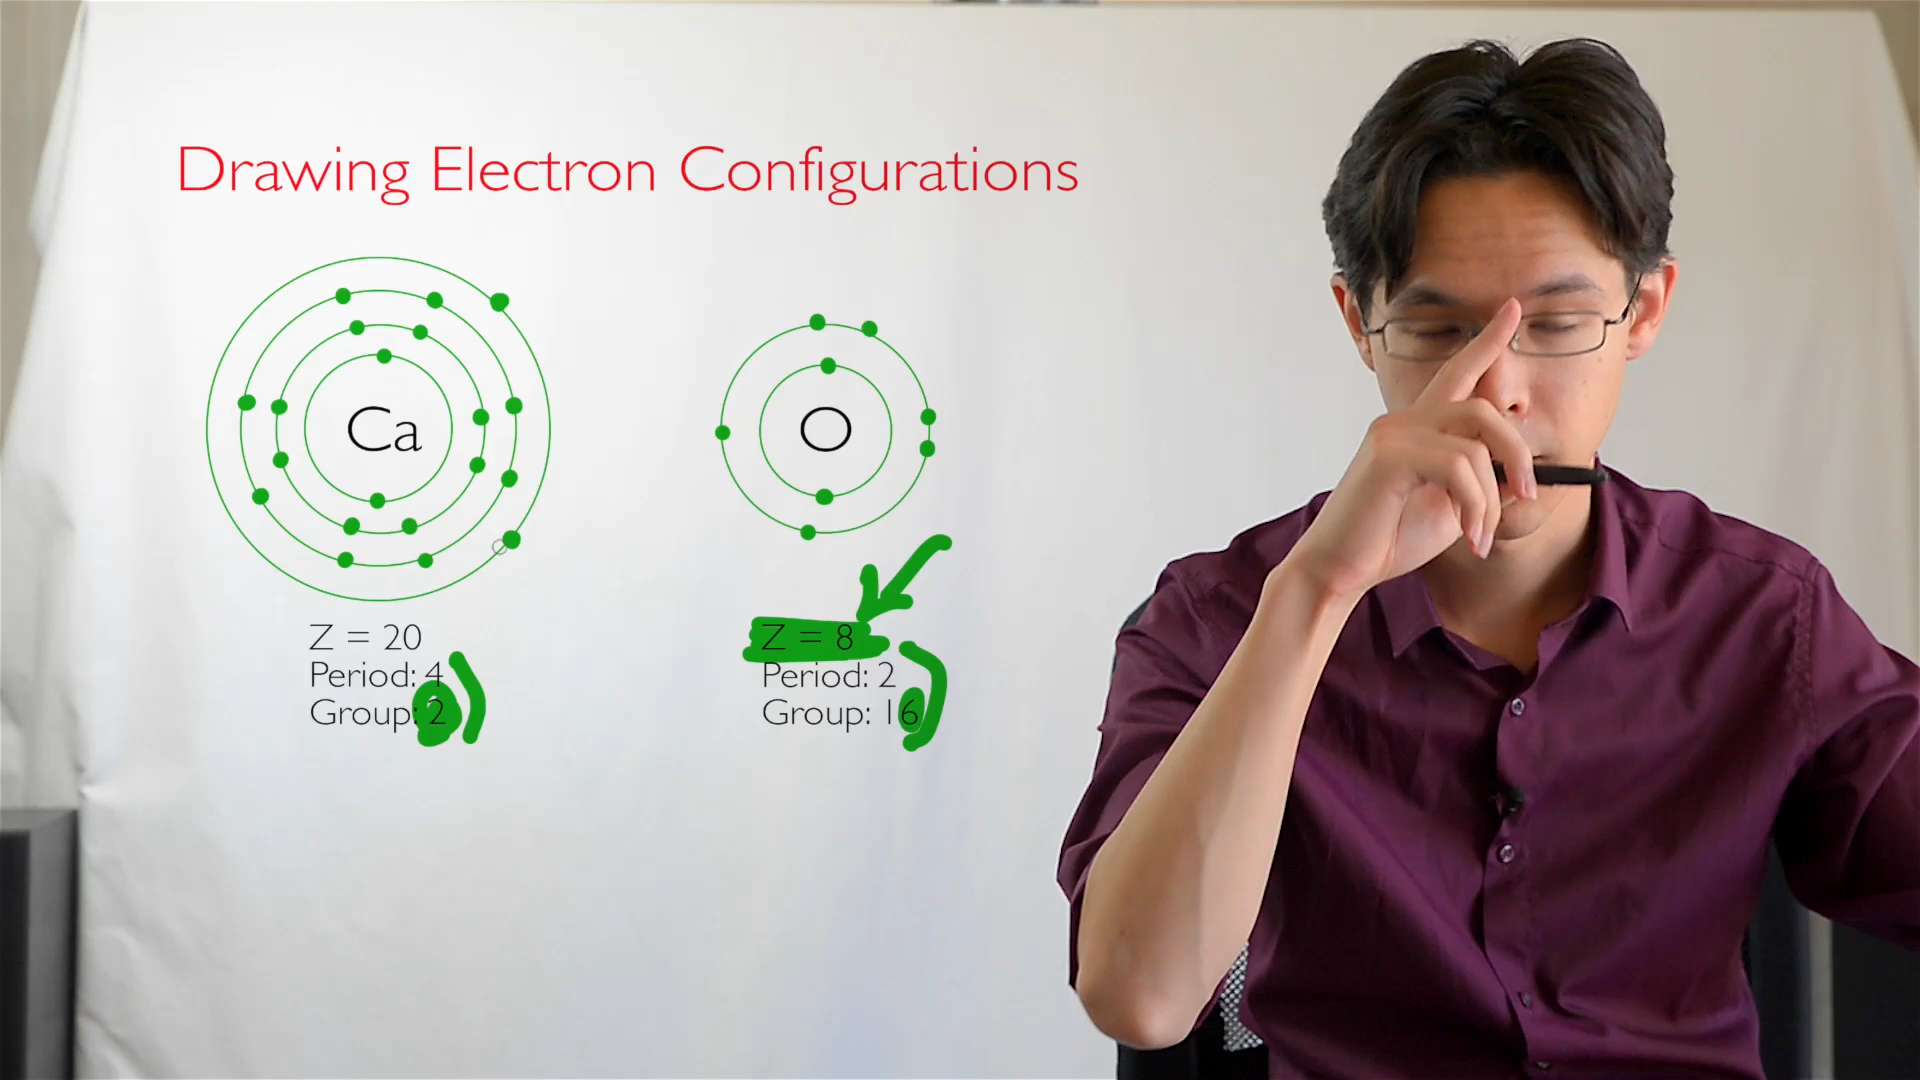 Drawing Electron Configurations
Ca
O
Z = 20
Period: 4
Group: 2
Z = 8
Period: 2
Group: 16